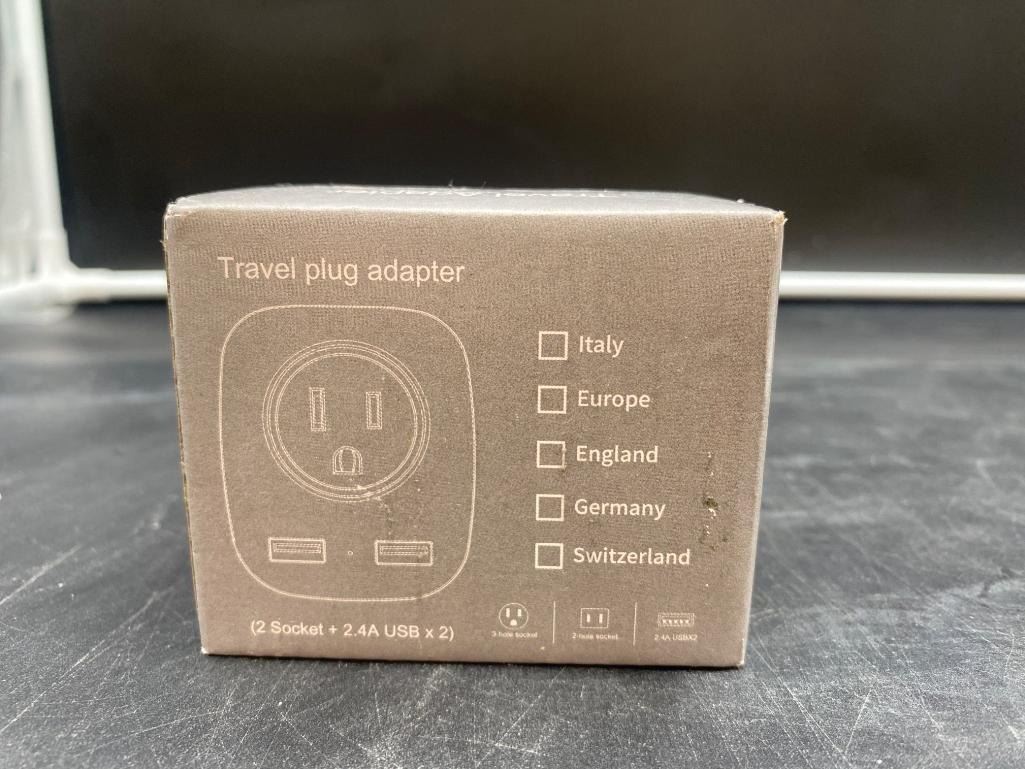 Travel plug adapter
Italy
Europe
England
Germany
Switzerland
(2 Socket + 2.4A USB x 2)
3-hole socket
2-hole socket
2.4A USBX2